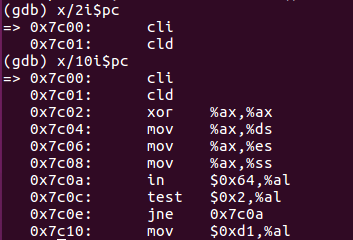 (gdb) x/2i$pc
=> 0x7c00:      cli
   0x7c01:      cld
(gdb) x/10i$pc
=> 0x7c00:      cli
   0x7c01:      cld
   0x7c02:      xor    %ax,%ax
   0x7c04:      mov    %ax,%ds
   0x7c06:      mov    %ax,%es
   0x7c08:      mov    %ax,%ss
   0x7c0a:      in     $0x64,%al
   0x7c0c:      test   $0x2,%al
   0x7c0e:      jne    0x7c0a
   0x7c10:      mov    $0xd1,%al